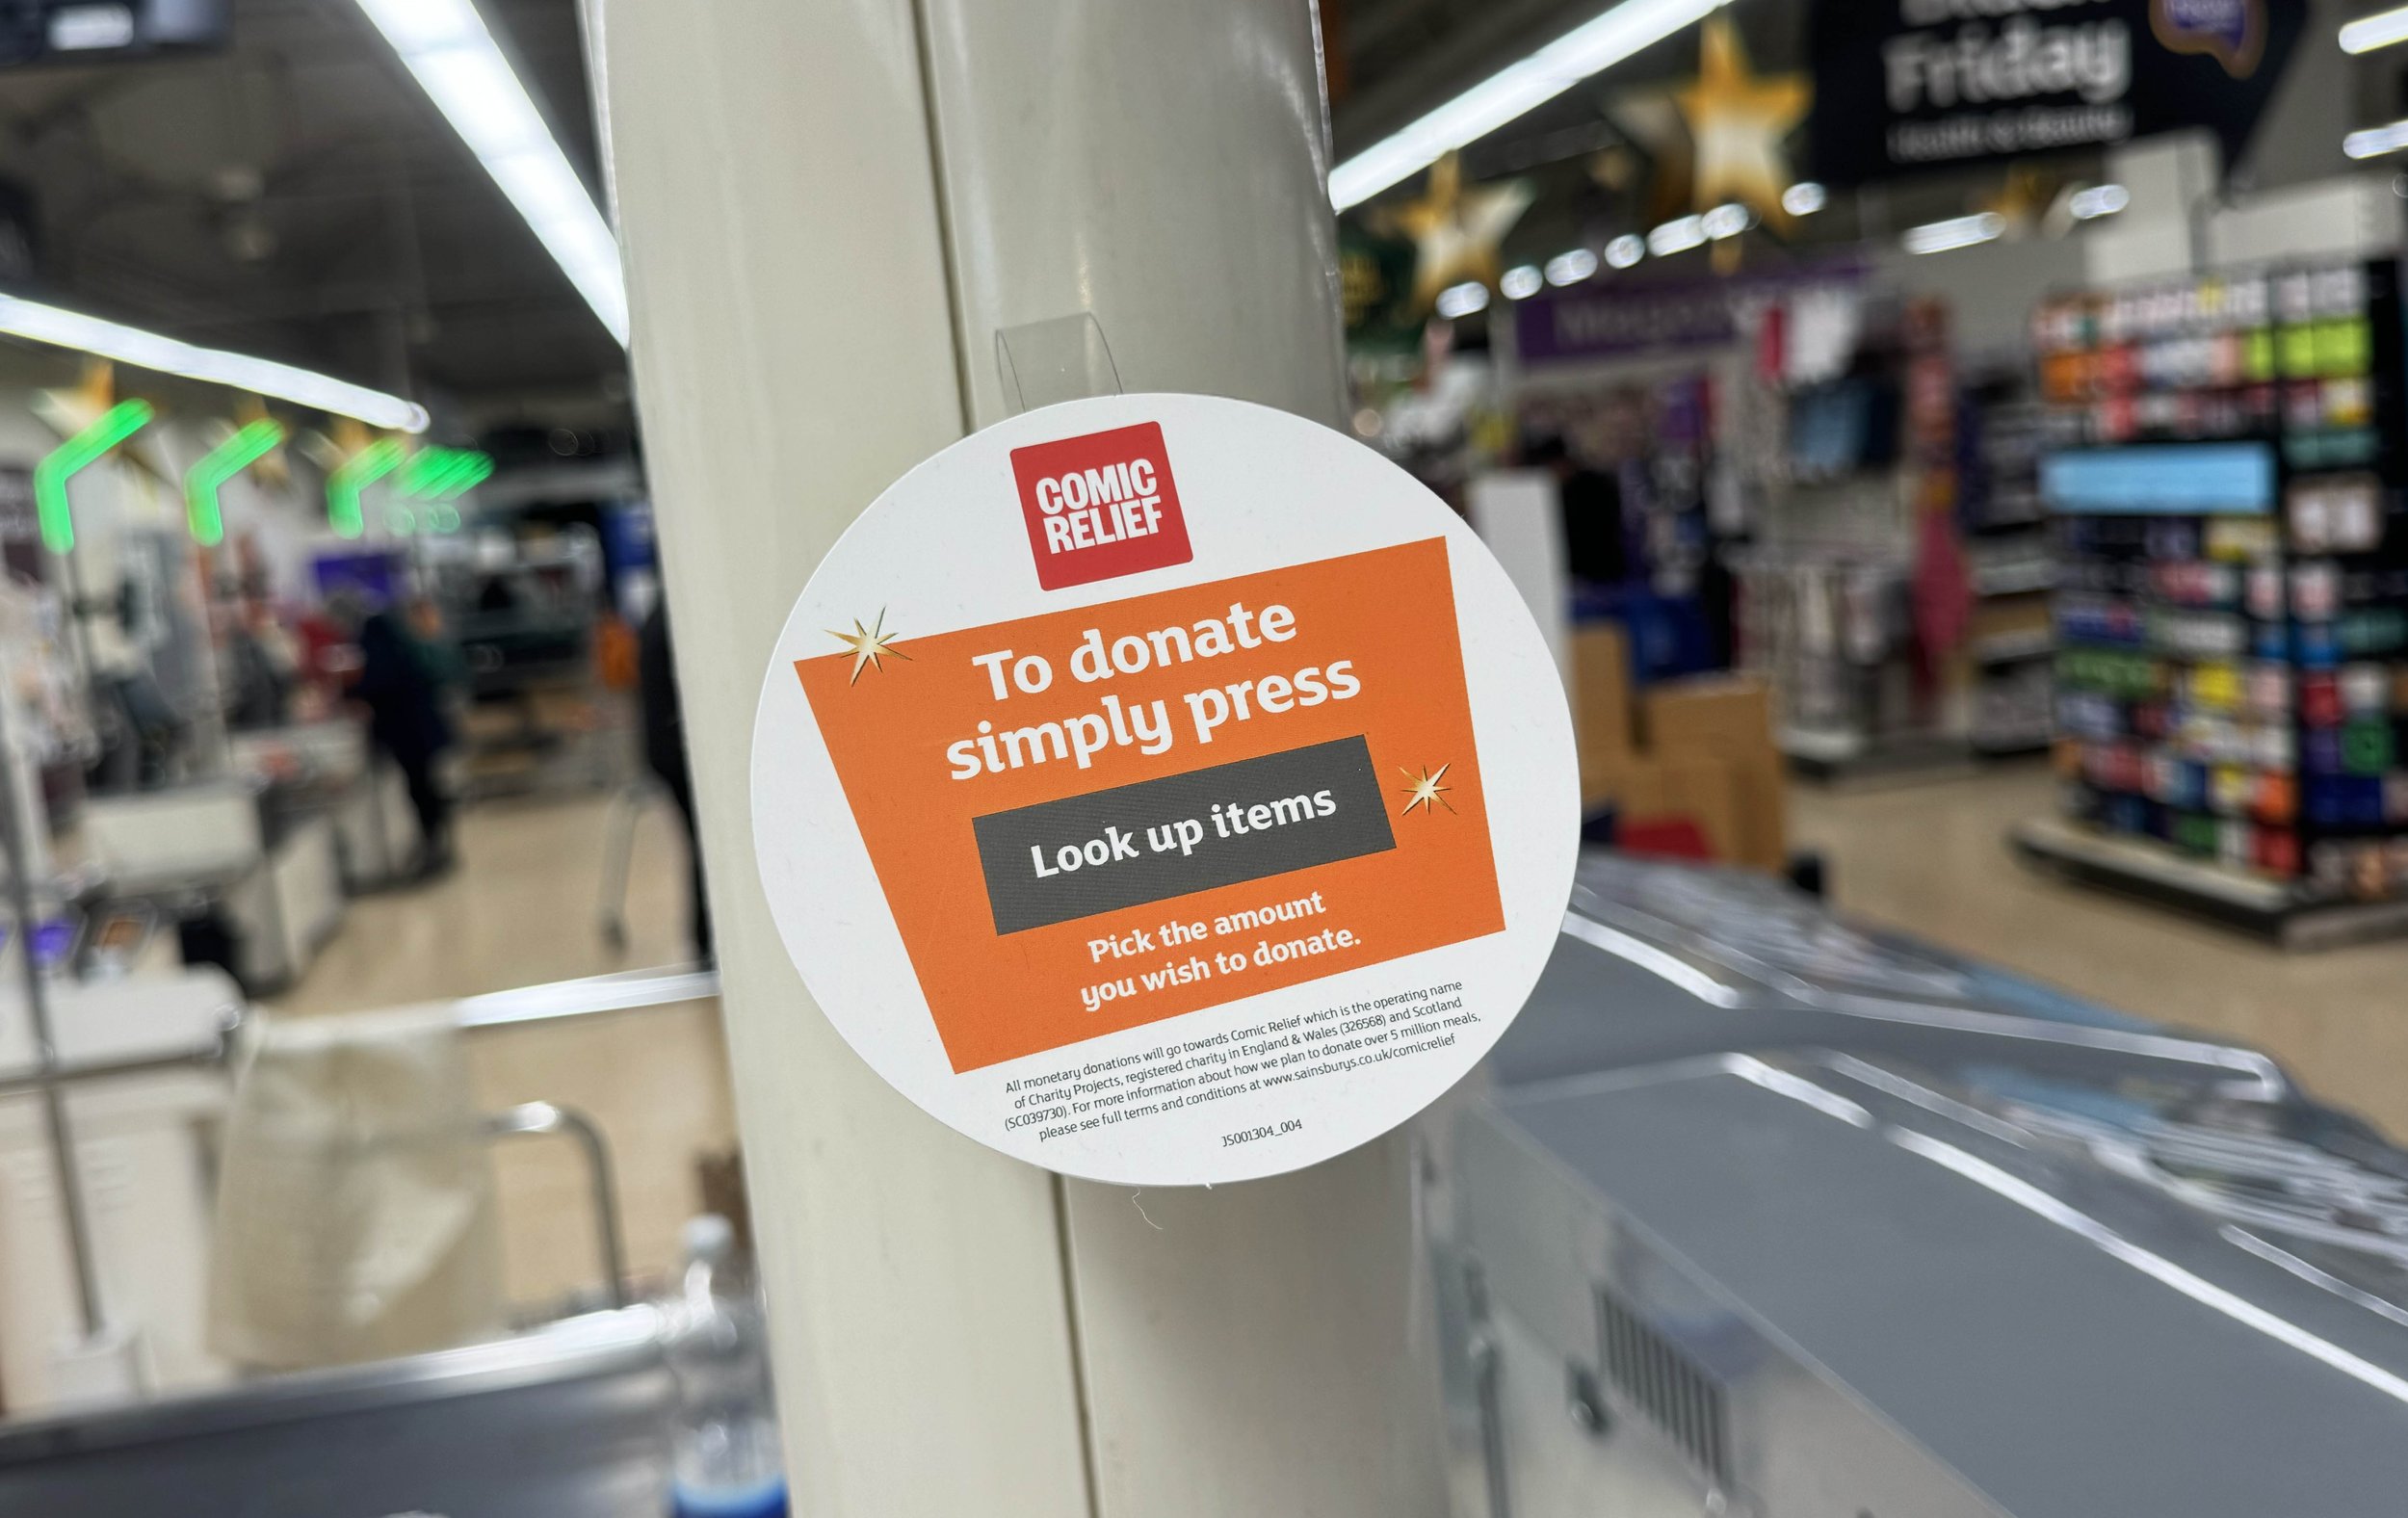 Friday
COMIC
RELIEF
To donate
simply press
Look up items
Pick the amount
you wish to donate.
All monetary donations will go towards Comic Relief which is the operating name
of Charity Projects, registered charity in England & Wales (326568) and Scotland
(SC039730). For more information about how we plan to donate over 5 million meals,
please see full terms and conditions at www.sainsburys.co.uk/comicrelief
JS001304_004